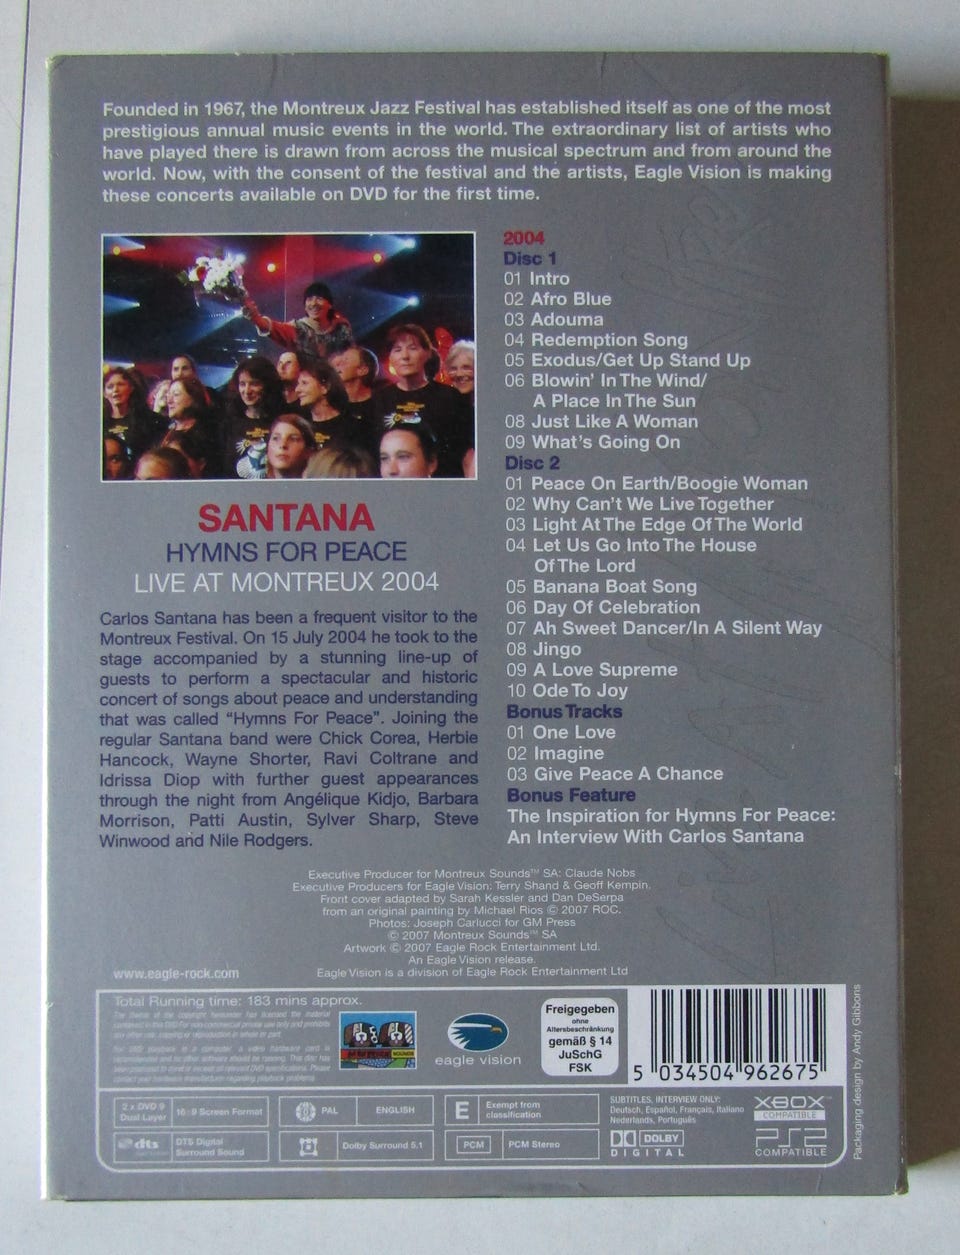 Founded in 1967, the Montreux Jazz Festival has established itself as one of the most
prestigious annual music events in the world. The extraordinary list of artists who
have played there is drawn from across the musical spectrum and from around the
world. Now, with the consent of the festival and the artists, Eagle Vision is making
these concerts available on DVD for the first time.
2004
Disc 1
01 Intro
02 Afro Blue
03 Adouma
04 Redemption Song
05 Exodus/Get Up Stand Up
06 Blowin' In The Wind/
A Place In The Sun
08 Just Like A Woman
09 What's Going On
Disc 2
01 Peace On Earth/Boogie Woman
02 Why Can't We Live Together
03 Light At The Edge Of The World
04 Let Us Go Into The House
Of The Lord
05 Banana Boat Song
06 Day Of Celebration
07 Ah Sweet Dancer/In A Silent Way
08 Jingo
09 A Love Supreme
10 Ode To Joy
Bonus Tracks
01 One Love
02 Imagine
03 Give Peace A Chance
Bonus Feature
The Inspiration for Hymns For Peace:
An Interview With Carlos Santana
SANTANA
HYMNS FOR PEACE
LIVE AT MONTREUX 2004
Carlos Santana has been a frequent visitor to the
Montreux Festival. On 15 July 2004 he took to the
stage accompanied by a stunning line-up of
guests to perform a spectacular and historic
concert of songs about peace and understanding
that was called "Hymns For Peace". Joining the
regular Santana band were Chick Corea, Herbie
Hancock, Wayne Shorter, Ravi Coltrane and
Idrissa Diop with further guest appearances
through the night from Angélique Kidjo, Barbara
Morrison, Patti Austin, Sylver Sharp, Steve
Winwood and Nile Rodgers.
Executive Producer for Montreux Sounds™ SA: Claude Nobs
Executive Producers for Eagle Vision: Terry Shand & Geoff Kempin.
Front cover adapted by Sarah Kessler and Dan DeSerpa
from an original painting by Michael Rios © 2007 ROC.
Photos: Joseph Carlucci for GM Press
© 2007 Montreux Sounds™ SA
Artwork © 2007 Eagle Rock Entertainment Ltd.
An Eagle Vision release.
Eagle Vision is a division of Eagle Rock Entertainment Ltd
www.eagle-rock.com
Total Running time: 183 mins approx.
eagle vision
Freigegeben
ohne
Altersbeschränkung
gemäß § 14
JuSchG
FSK
5 034504 962675
Packaging design by Andy Gibbons
2 x DVD 9
Dual Layer
16:9 Screen Format
PAL
ENGLISH
E
Exempt from
classification
SUBTITLES, INTERVIEW ONLY:
Deutsch, Español, Français, Italiano
Nederlands, Português
XBOX
COMPATIBLE
dts
DTS Digital
Surround Sound
Dolby Surround 5.1
PCM
PCM Stereo
DOLBY
DIGITAL
PS2
COMPATIBLE